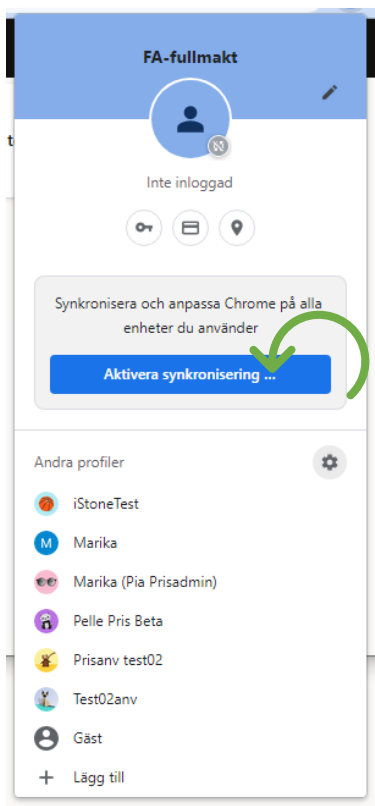 FA-fullmakt
Inte inloggad
Synkronisera och anpassa Chrome på alla
enheter du använder
Aktivera synkronisering ...
Andra profiler
iStoneTest
M Marika
Marika (Pia Prisadmin)
Pelle Pris Beta
Prisanv test02
Test02anv
Gäst
Lägg till